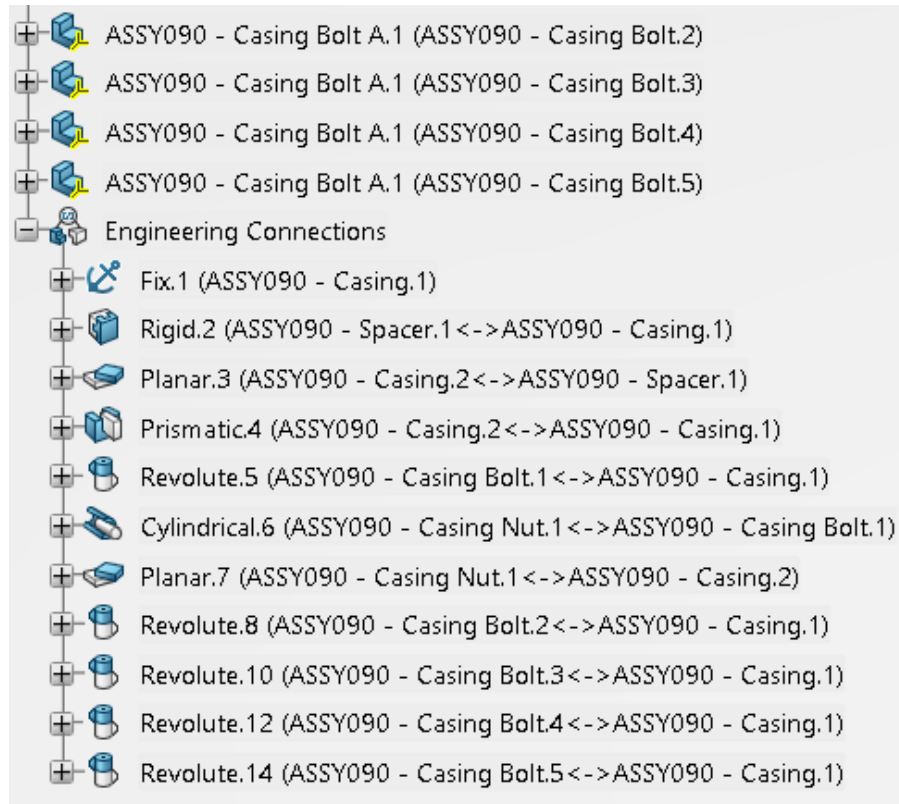 ASSY090 - Casing Bolt A.1 (ASSY090 - Casing Bolt.2)
ASSY090 - Casing Bolt A.1 (ASSY090 - Casing Bolt.3)
ASSY090 - Casing Bolt A.1 (ASSY090 - Casing Bolt.4)
ASSY090 - Casing Bolt A.1 (ASSY090 - Casing Bolt.5)
Engineering Connections
Fix.1 (ASSY090 - Casing.1)
Rigid.2 (ASSY090 - Spacer.1<->ASSY090 - Casing.1)
Planar.3 (ASSY090 - Casing.2<->ASSY090 - Spacer.1)
Prismatic.4 (ASSY090 - Casing.2<->ASSY090 - Casing.1)
Revolute.5 (ASSY090 - Casing Bolt.1<->ASSY090 - Casing.1)
Cylindrical.6 (ASSY090 - Casing Nut.1<->ASSY090 - Casing Bolt.1)
Planar.7 (ASSY090 - Casing Nut.1<->ASSY090 - Casing.2)
Revolute.8 (ASSY090 - Casing Bolt.2<->ASSY090 - Casing.1)
Revolute.10 (ASSY090 - Casing Bolt.3<->ASSY090 - Casing.1)
Revolute.12 (ASSY090 - Casing Bolt.4<->ASSY090 - Casing.1)
Revolute.14 (ASSY090 - Casing Bolt.5<->ASSY090 - Casing.1)